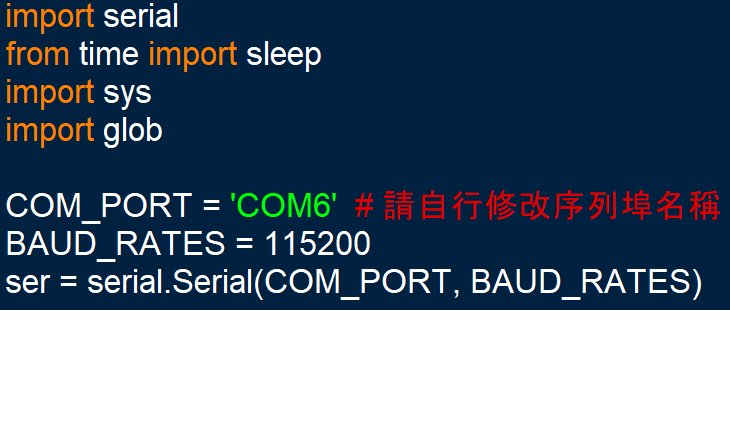 import serial
from time import sleep
import sys
import glob
COM_PORT = 'COM6'  # 請自行修改序列埠名稱
BAUD_RATES = 115200
ser = serial.Serial(COM_PORT, BAUD_RATES)